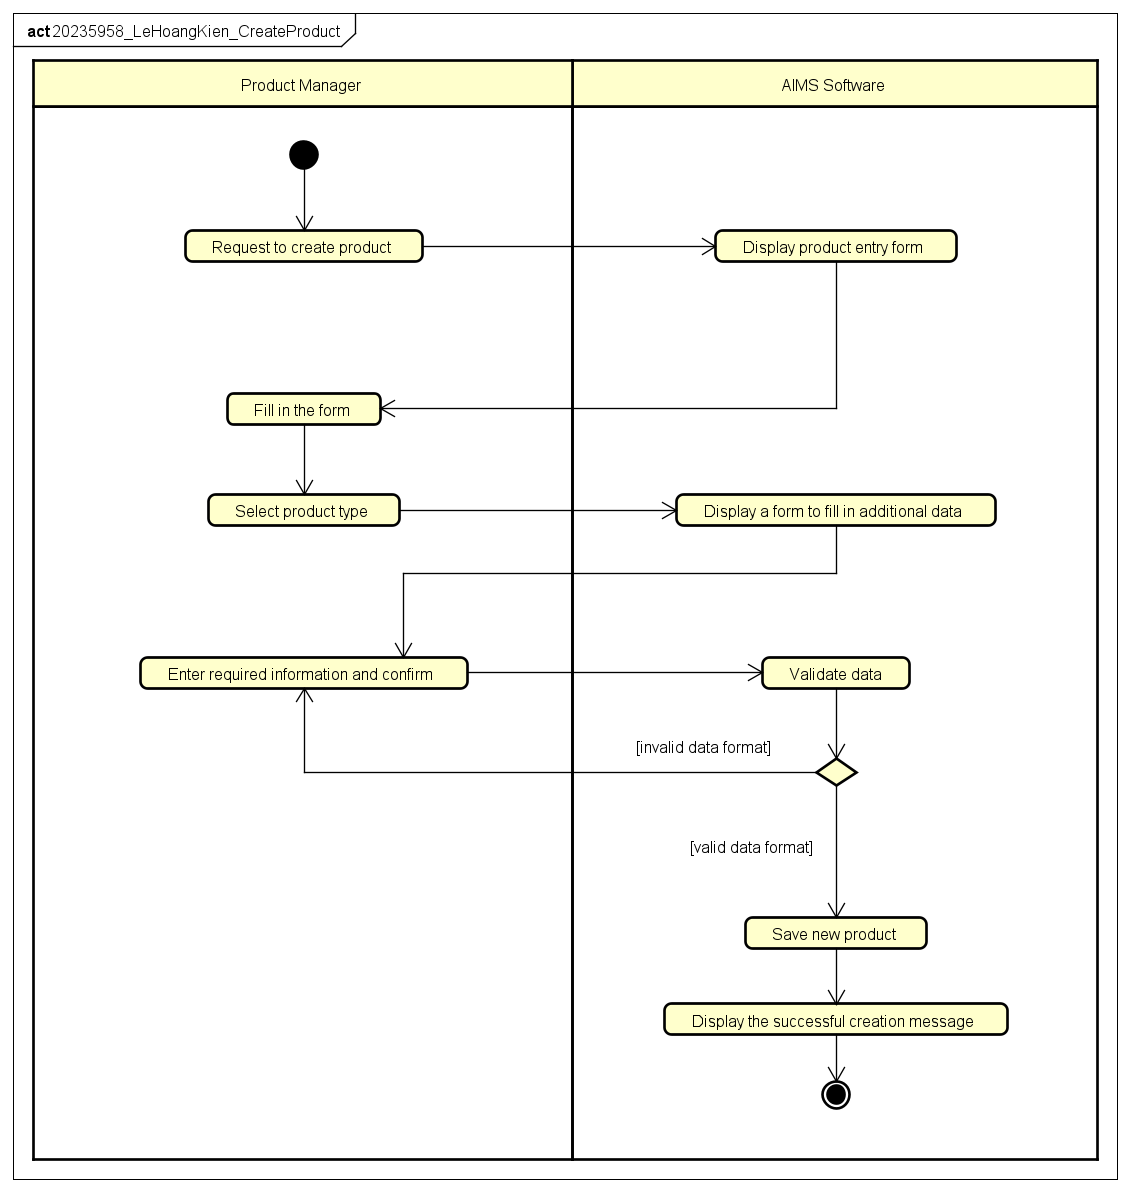 act 20235958_LeHoangKien_CreateProduct
Product Manager
AIMS Software
Request to create product
Display product entry form
Fill in the form
Select product type
Display a form to fill in additional data
Enter required information and confirm
Validate data
[invalid data format]
[valid data format]
Save new product
Display the successful creation message